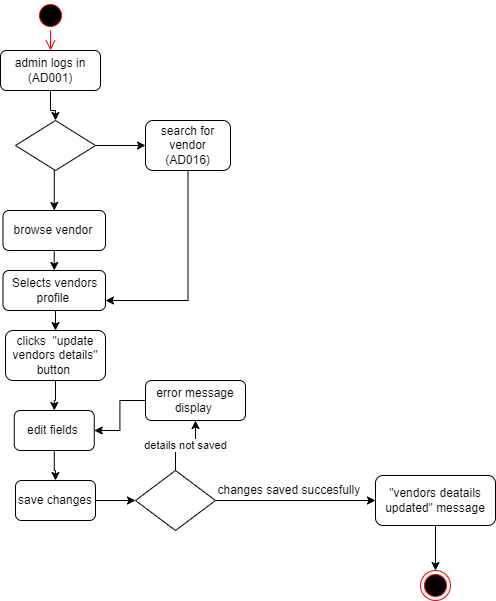 admin logs in
(AD001)
search for
vendor
(AD016)
browse vendor
Selects vendors
profile
clicks "update
vendors details"
button
error message
display
edit fields
details not saved
save changes
changes saved succesfully
"vendors deatails
updated" message